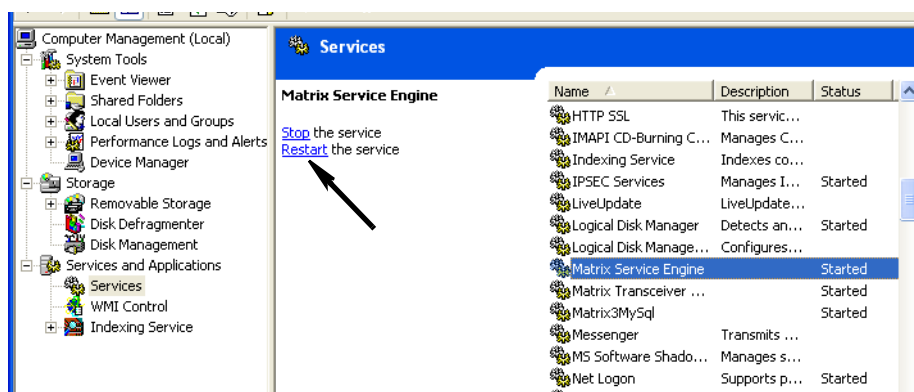 Computer Management (Local)
System Tools
Event Viewer
Shared Folders
Local Users and Groups
Performance Logs and Alerts
Device Manager
Storage
Removable Storage
Disk Defragmenter
Disk Management
Services and Applications
Services
WMI Control
Indexing Service
Services
Matrix Service Engine
Stop the service
Restart the service
Name Description Status
HTTP SSL This servic...
IMAPI CD-Burning C... Manages C...
Indexing Service Indexes co...
IPSEC Services Manages I... Started
LiveUpdate LiveUpdate...
Logical Disk Manager Detects an... Started
Logical Disk Manage... Configures...
Matrix Service Engine Started
Matrix Transceiver ... Started
Matrix3MySql Started
Messenger Transmits ...
MS Software Shado... Manages s...
Net Logon Supports p... Started